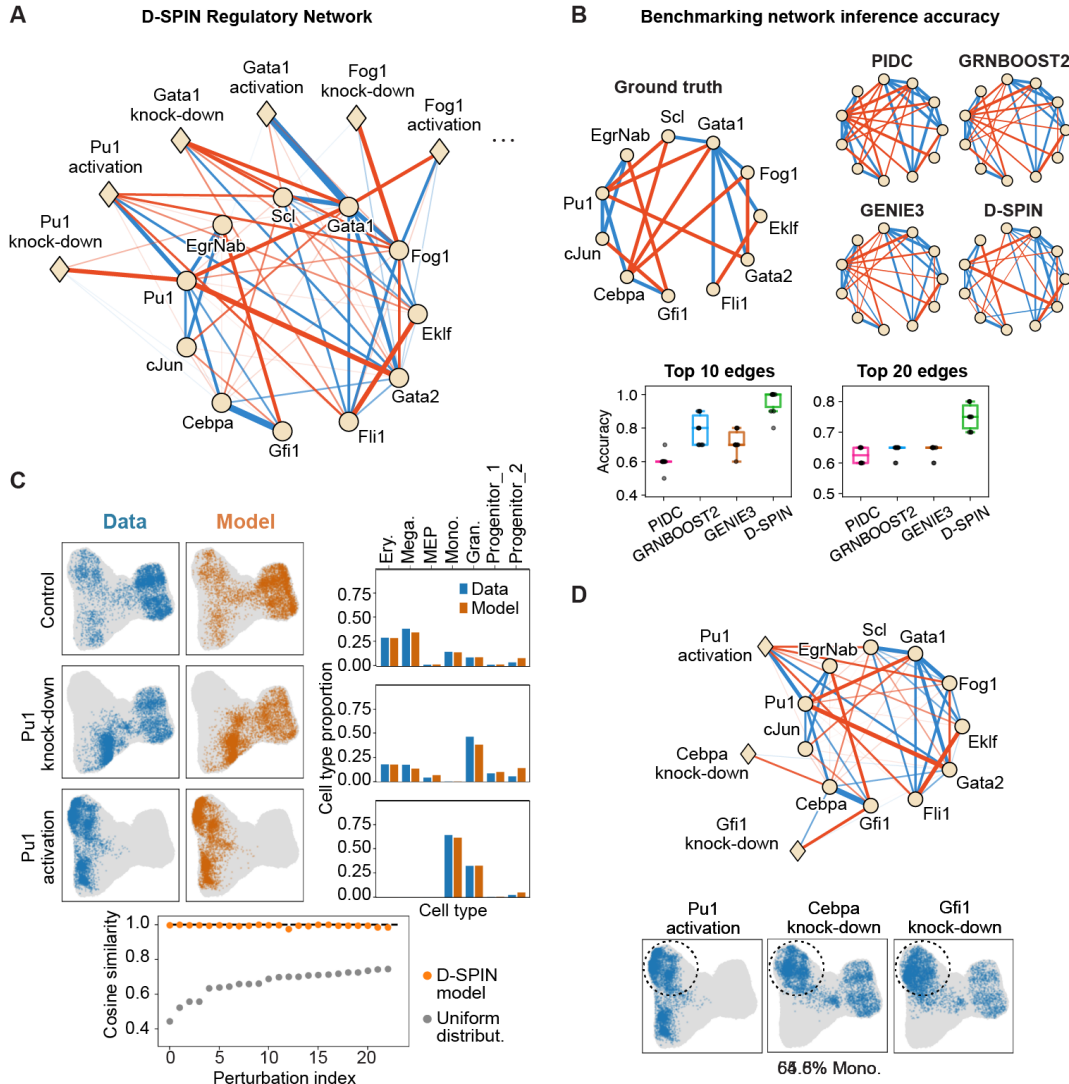 A
D-SPIN Regulatory Network
Gata1
activation
Fog1
knock-down
Gata1
knock-down
Fog1
activation
...
Pu1
activation
Pu1
knock-down
Scl
Gata1
EgrNab
Fog1
Pu1
Eklf
cJun
Gata2
Cebpa
Fli1
Gfi1
B
Benchmarking network inference accuracy
Ground truth
Scl
Gata1
EgrNab
Fog1
Pu1
Eklf
cJun
Gata2
Cebpa
Fli1
Gfi1
PIDC
GRNBOOST2
GENIE3
D-SPIN
Top 10 edges
Accuracy
1.0
0.8
0.6
0.4
PIDC
GRNBOOST2
GENIE3
D-SPIN
Top 20 edges
0.8
0.7
0.6
0.5
PIDC
GRNBOOST2
GENIE3
D-SPIN
C
Data
Model
Control
Pu1
knock-down
Pu1
activation
Ery.
Mega.
MEP
Mono.
Gran.
Progenitor_1
Progenitor_2
Data
Model
Cell type proportion
0.75
0.50
0.25
0.00
0.75
0.50
0.25
0.00
0.75
0.50
0.25
0.00
Cell type
Cosine similarity
1.0
0.8
0.6
0.4
0
5
10
15
20
Perturbation index
D-SPIN
model
Uniform
distribut.
D
Pu1
activation
EgrNab
Scl
Gata1
Fog1
Pu1
cJun
Eklf
Cebpa
knock-down
Gata2
Cebpa
Fli1
Gfi1
Gfi1
knock-down
Pu1
activation
Cebpa
knock-down
Gfi1
knock-down
Mono.